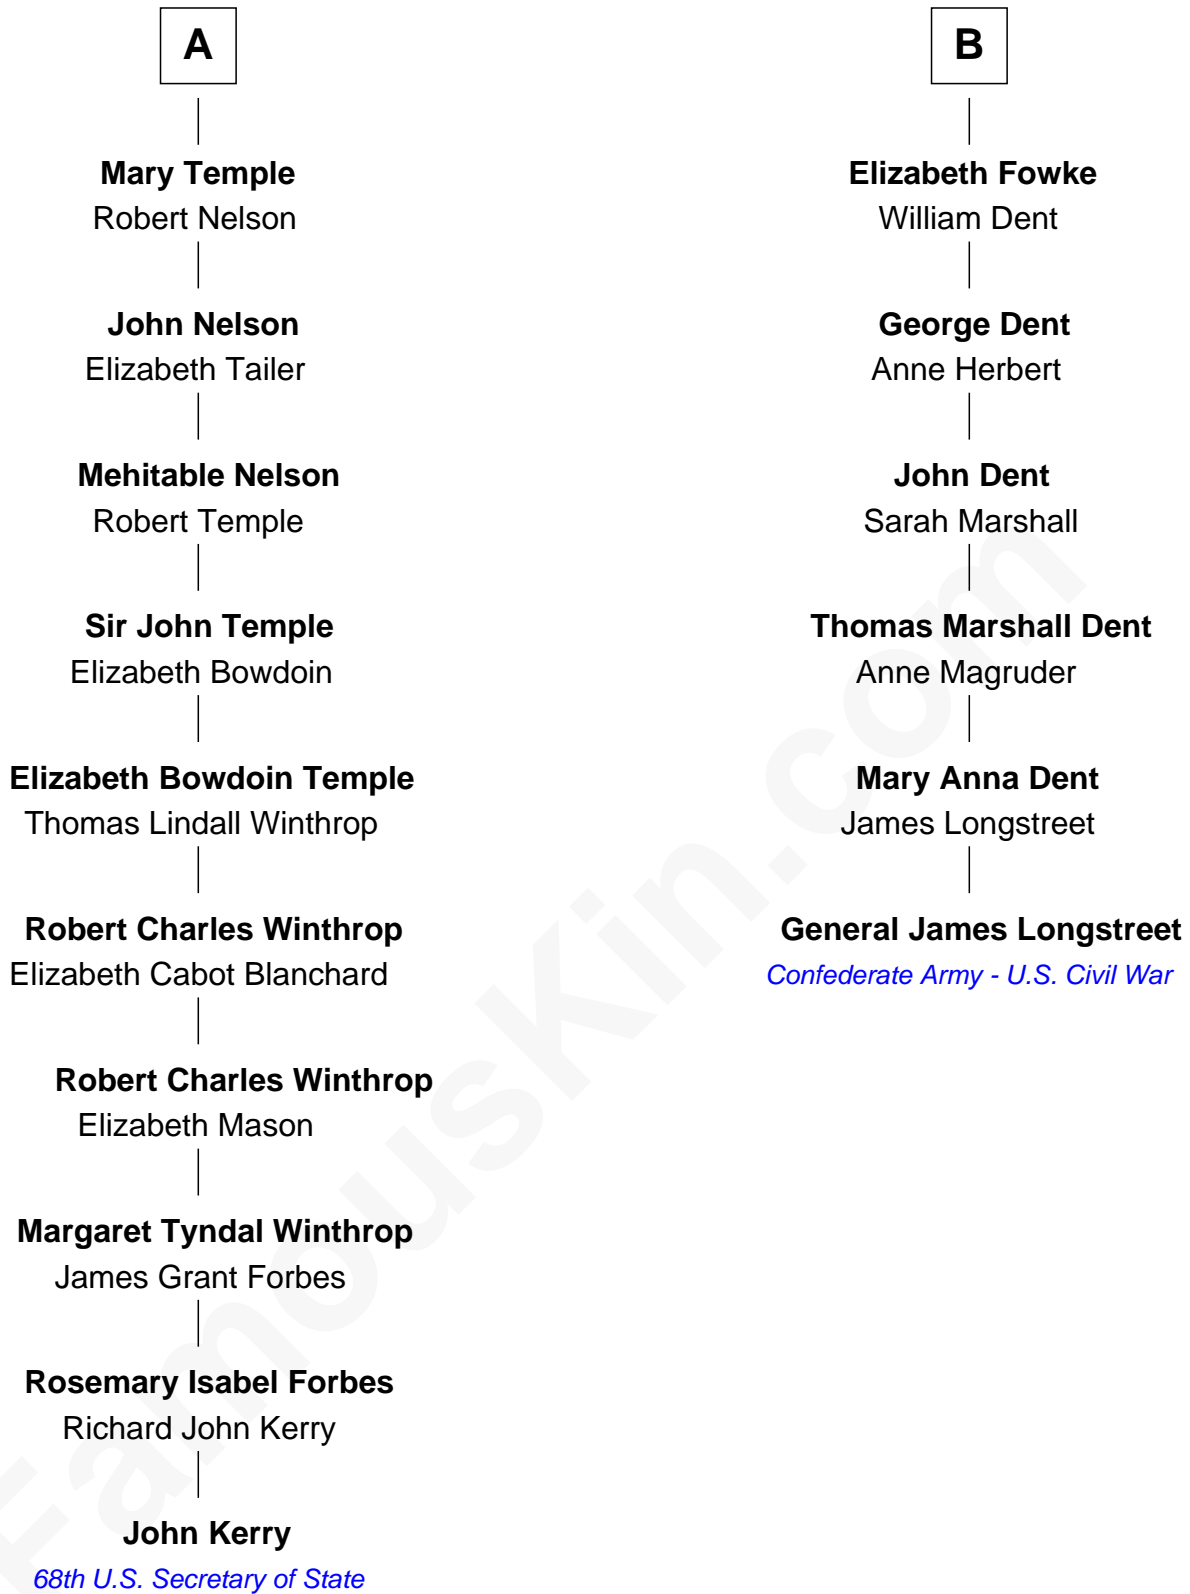 A
Mary Temple
Robert Nelson
John Nelson
Elizabeth Tailer
Mehitable Nelson
Robert Temple
Sir John Temple
Elizabeth Bowdoin
Elizabeth Bowdoin Temple
Thomas Lindall Winthrop
Robert Charles Winthrop
Elizabeth Cabot Blanchard
Robert Charles Winthrop
Elizabeth Mason
Margaret Tyndal Winthrop
James Grant Forbes
Rosemary Isabel Forbes
Richard John Kerry
John Kerry
68th U.S. Secretary of State
B
Elizabeth Fowke
William Dent
George Dent
Anne Herbert
John Dent
Sarah Marshall
Thomas Marshall Dent
Anne Magruder
Mary Anna Dent
James Longstreet
General James Longstreet
Confederate Army - U.S. Civil War
FamousKin.com